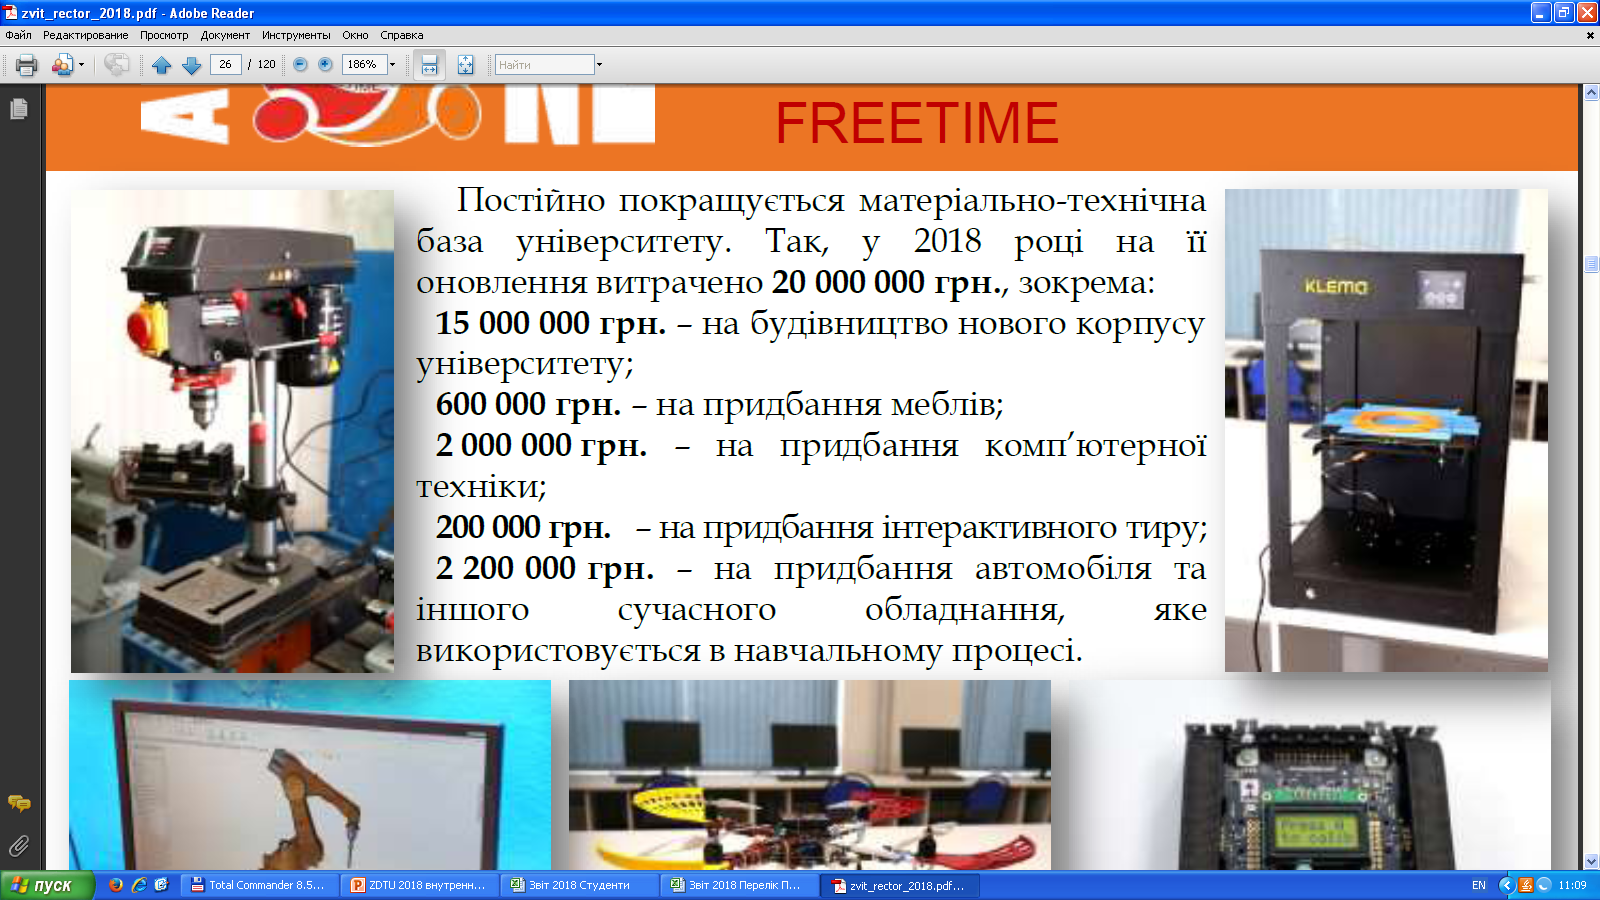 zvit_rector_2018.pdf - Adobe Reader
Файл Редактирование Просмотр Документ Инструменты Окно Справка
26 / 120 186% Найти
FREETIME
Постійно покращується матеріально-технічна
база університету. Так, у 2018 році на її
оновлення витрачено 20 000 000 грн., зокрема:
15 000 000 грн. – на будівництво нового корпусу
університету;
600 000 грн. – на придбання меблів;
2 000 000 грн. – на придбання комп’ютерної
техніки;
200 000 грн. – на придбання інтерактивного тиру;
2 200 000 грн. – на придбання автомобіля та
іншого сучасного обладнання, яке
використовується в навчальному процесі.
KLEMA
Press A
to calib
пуск
Total Commander 8.5...
ZDTU 2018 внутренн...
Звіт 2018 Студенти
Звіт 2018 Перелік П...
zvit_rector_2018.pdf...
EN
11:09